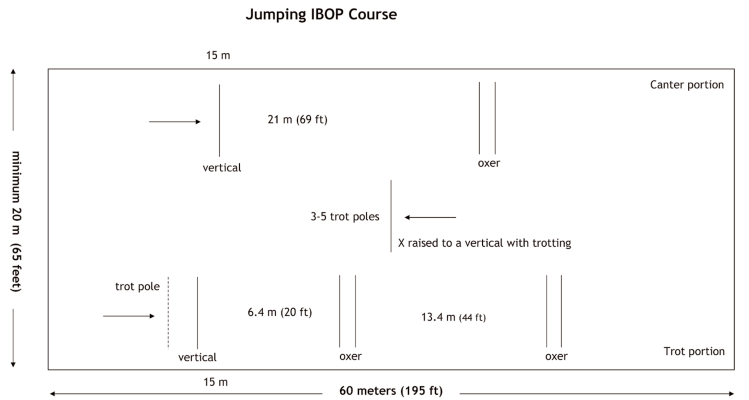 Jumping IBOP Course
15 m
Canter portion
21 m (69 ft)
vertical
oxer
minimum 20 m (65 feet)
3-5 trot poles
X raised to a vertical with trotting
trot pole
6.4 m (20 ft)
13.4 m (44 ft)
vertical
oxer
oxer
Trot portion
15 m
60 meters (195 ft)